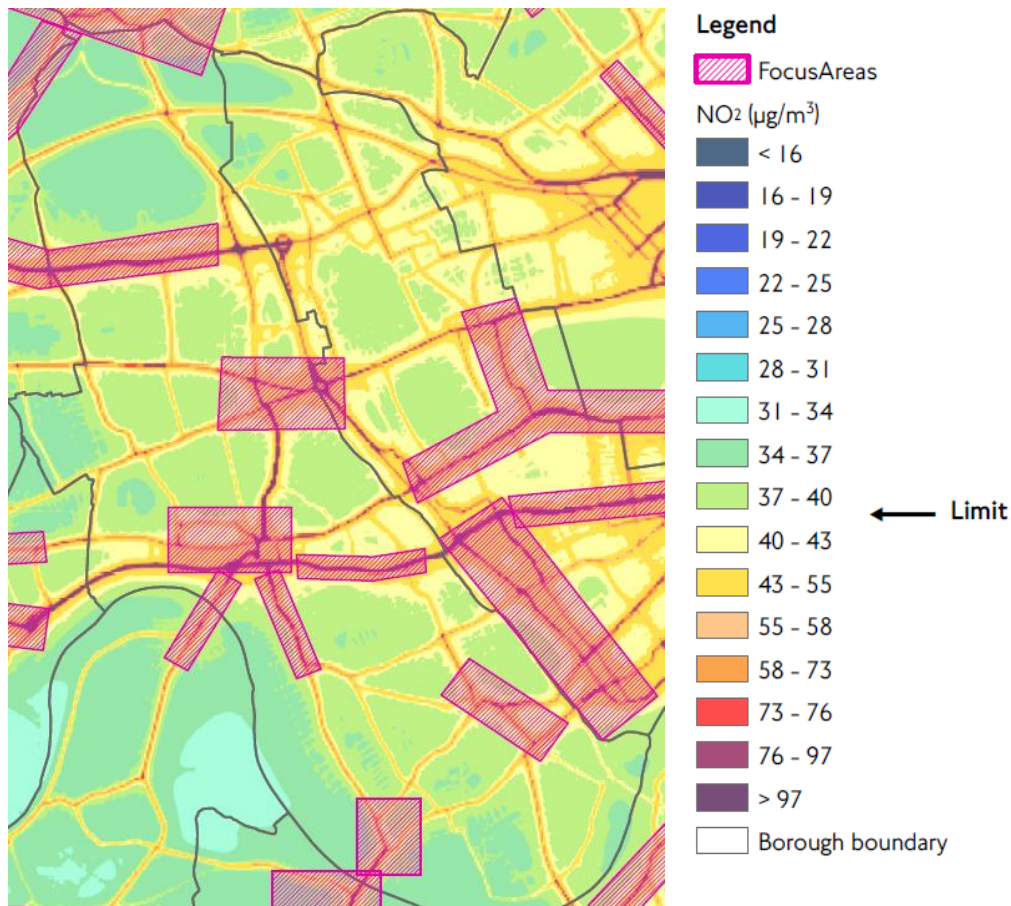 Legend
FocusAreas
NO2 (µg/m³)
< 16
16 - 19
19 - 22
22 - 25
25 - 28
28 - 31
31 - 34
34 - 37
37 - 40
Limit
40 - 43
43 - 55
55 - 58
58 - 73
73 - 76
76 - 97
> 97
Borough boundary